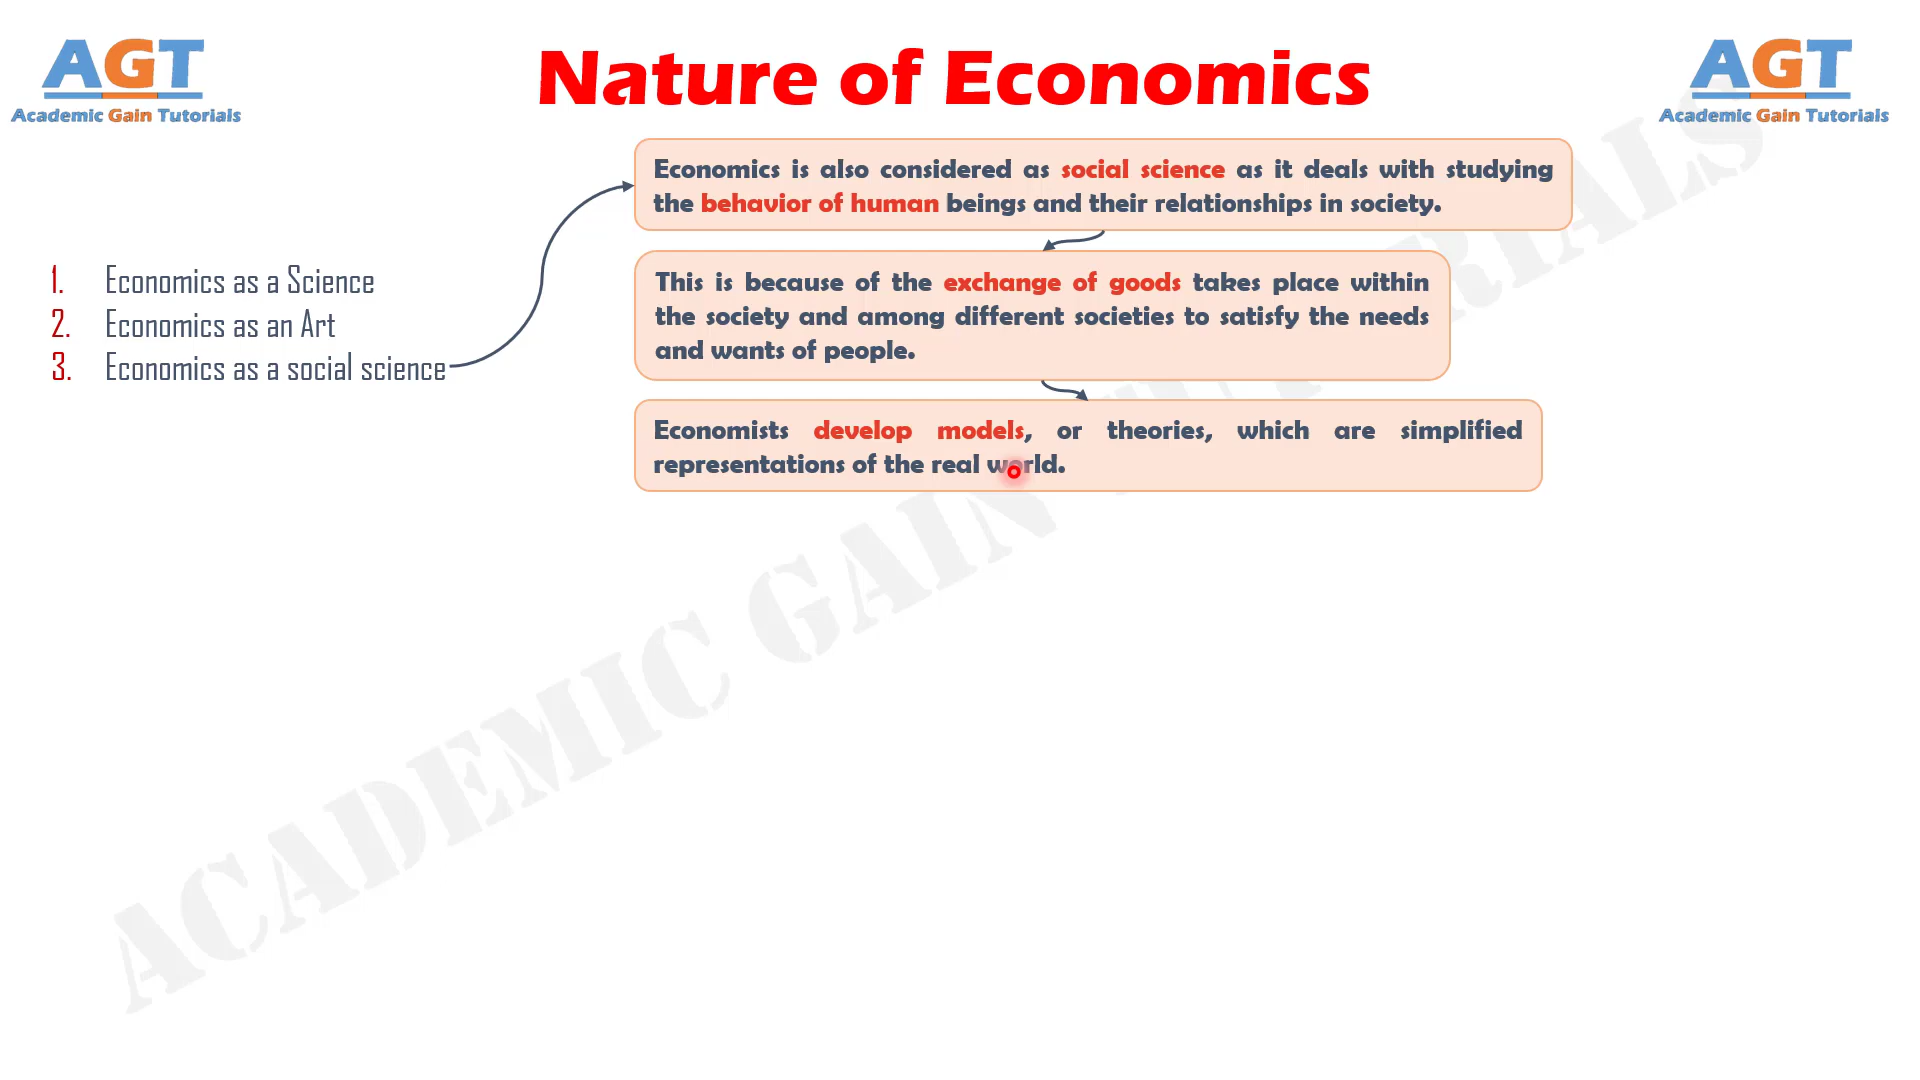 AGT
Academic Gain Tutorials
Nature of Economics
AGT
Academic Gain Tutorials
1. Economics as a Science
2. Economics as an Art
3. Economics as a social science
Economics is also considered as social science as it deals with studying
the behavior of human beings and their relationships in society.
This is because of the exchange of goods takes place within
the society and among different societies to satisfy the needs
and wants of people.
Economists develop models, or theories, which are simplified
representations of the real world.
ACADEMIC GAIN TUTORIALS